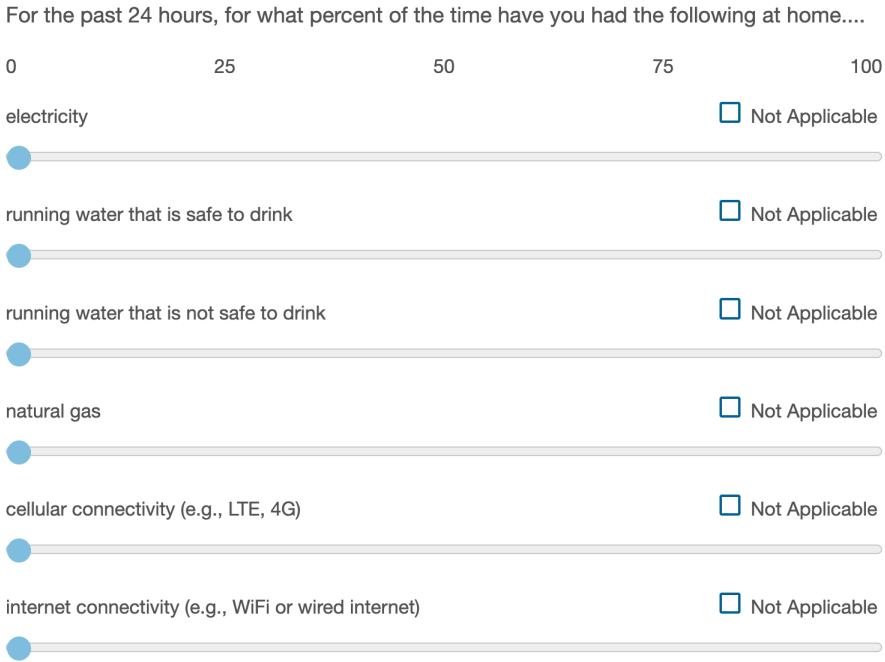 For the past 24 hours, for what percent of the time have you had the following at home....
0 25 50 75 100
electricity Not Applicable
running water that is safe to drink Not Applicable
running water that is not safe to drink Not Applicable
natural gas Not Applicable
cellular connectivity (e.g., LTE, 4G) Not Applicable
internet connectivity (e.g., WiFi or wired internet) Not Applicable